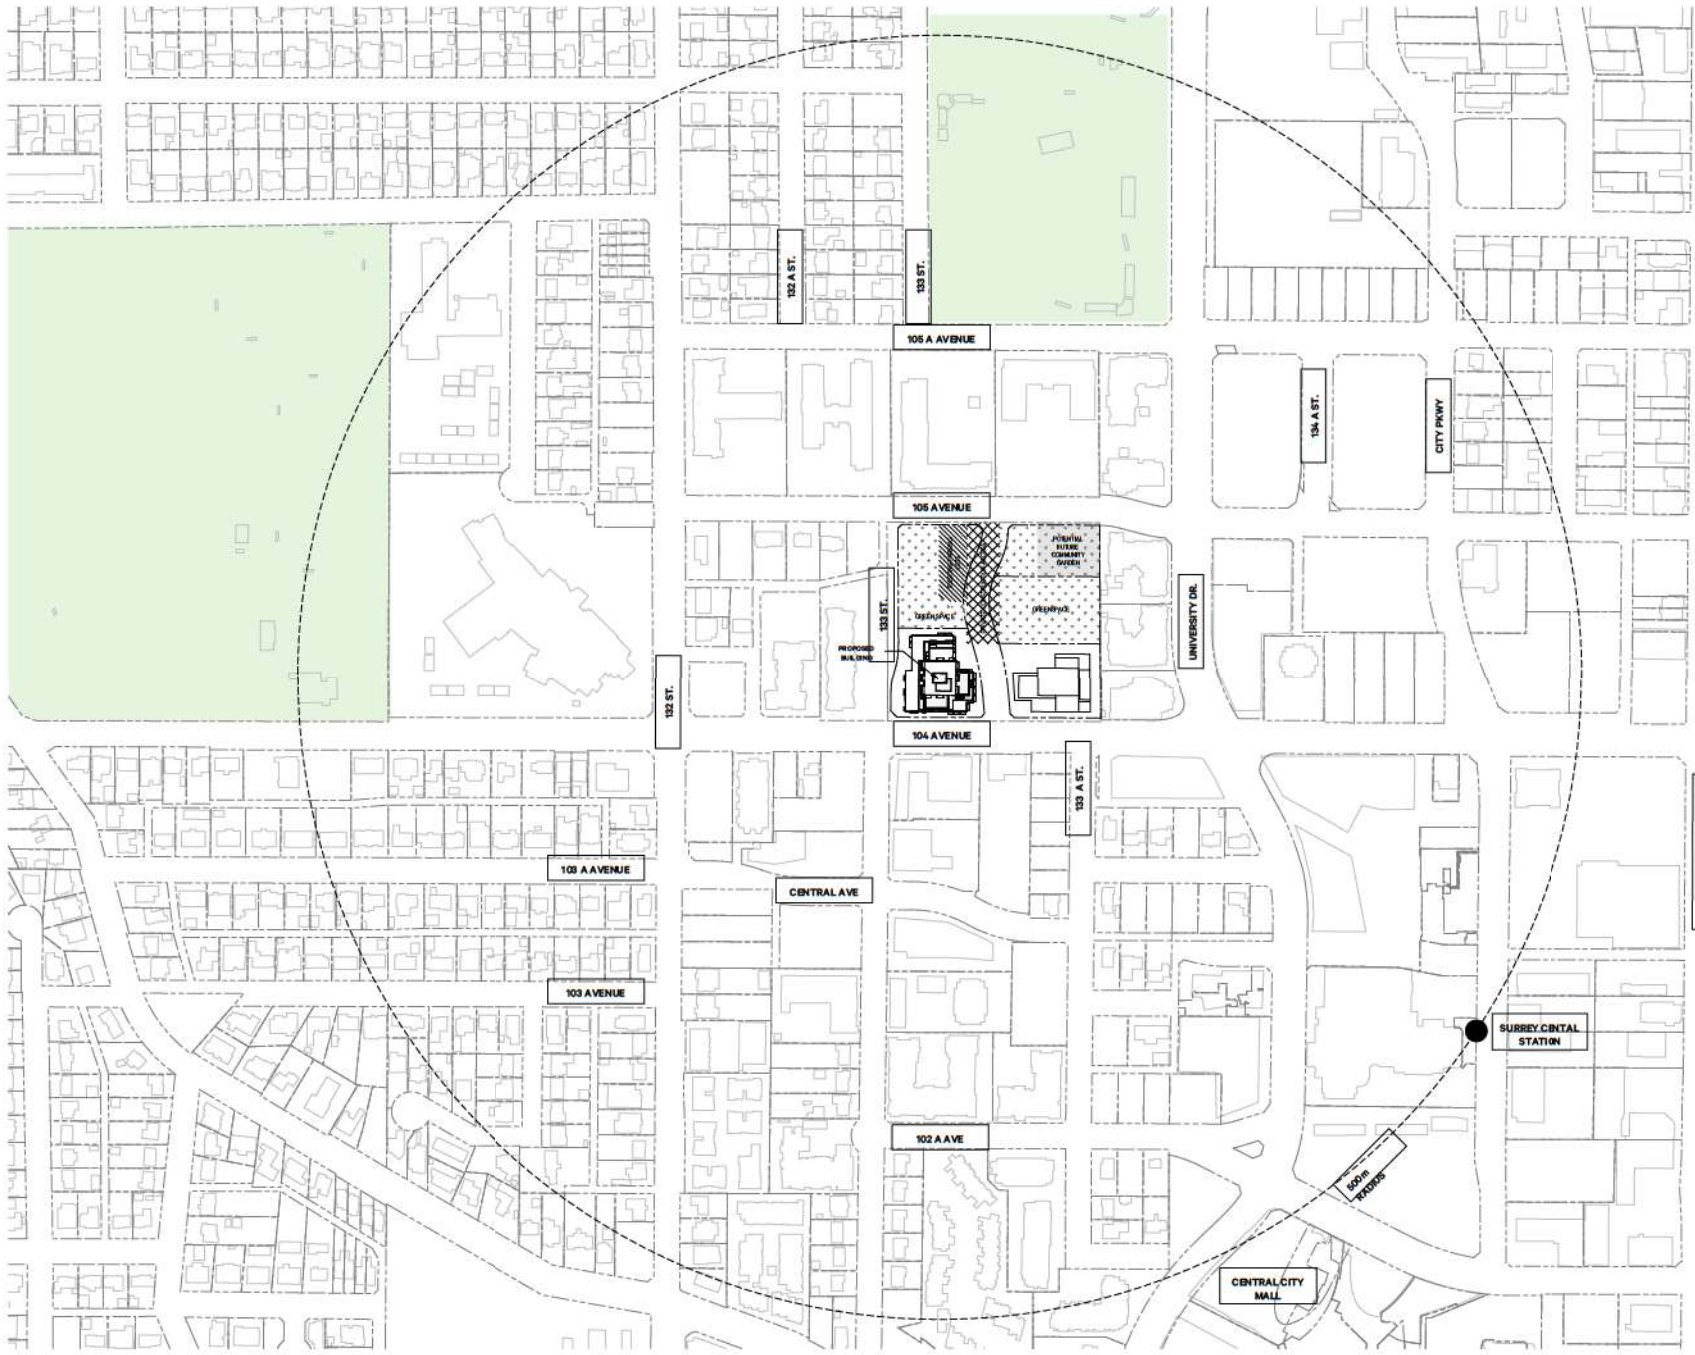 132 A ST.
133 ST.
105 A AVENUE
134 A ST.
CITY PKWY
105 AVENUE
POTENTIAL
FUTURE
COMMUNITY
GARDEN
133 ST.
GREENSPACE
GREENSPACE
UNIVERSITY DR.
PROPOSED
BUILDING
132 ST.
104 AVENUE
133 A ST.
103 A AVENUE
CENTRAL AVE
103 AVENUE
SURREY CENTAL
STATION
102 A AVE
500m
RADIUS
CENTRAL CITY
MALL